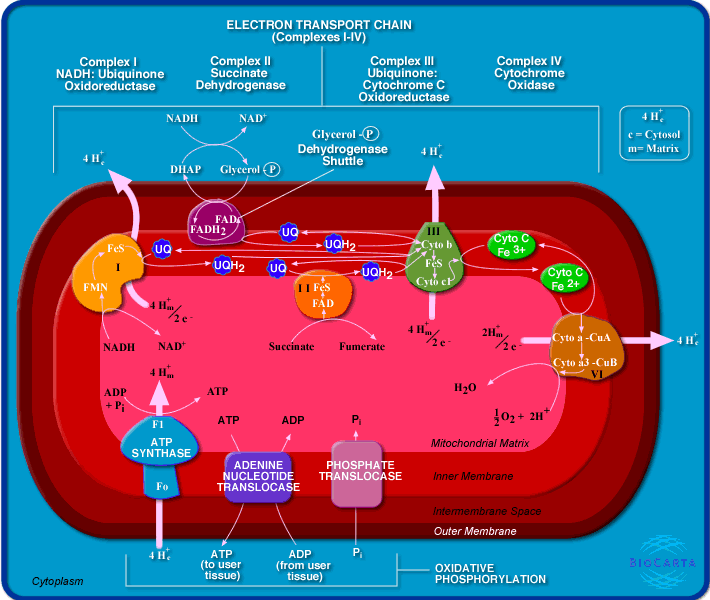 ELECTRON TRANSPORT CHAIN
(Complexes I-IV)
Complex I
NADH: Ubiquinone
Oxidoreductase
Complex II
Succinate
Dehydrogenase
Complex III
Ubiquinone:
Cytochrome C
Oxidoreductase
Complex IV
Cytochrome
Oxidase
4 H⁺c
c = Cytosol
m= Matrix
NADH
NAD⁺
Glycerol -P
Dehydrogenase
Shuttle
4 H⁺c
4 H⁺c
DHAP
Glycerol -P
FAD
FADH2
III
Cyto b
FeS
Cyto c1
UQ
UQH2
UQ
UQH2
UQ
UQH2
Cyto C
Fe 3+
Cyto C
Fe 2+
FeS
I
FMN
I I FeS
FAD
4 H⁺m/2 e-
4 H⁺m/2 e-
2H⁺m/2 e-
Cyto a -CuA
Cyto a3 -CuB
VI
4 H⁺c
NADH
NAD⁺
Succinate
Fumerate
4 H⁺m
H2O
1/2 O2 + 2H⁺
ADP
+ Pi
ATP
F1
ATP
SYNTHASE
Fo
ATP
ADP
Pi
Mitochondrial Matrix
ADENINE
NUCLEOTIDE
TRANSLOCASE
PHOSPHATE
TRANSLOCASE
Inner Membrane
Intermembrane Space
Outer Membrane
4 H⁺c
ATP
(to user
tissue)
ADP
(from user
tissue)
Pi
OXIDATIVE
PHOSPHORYLATION
Cytoplasm
BIOCARTA